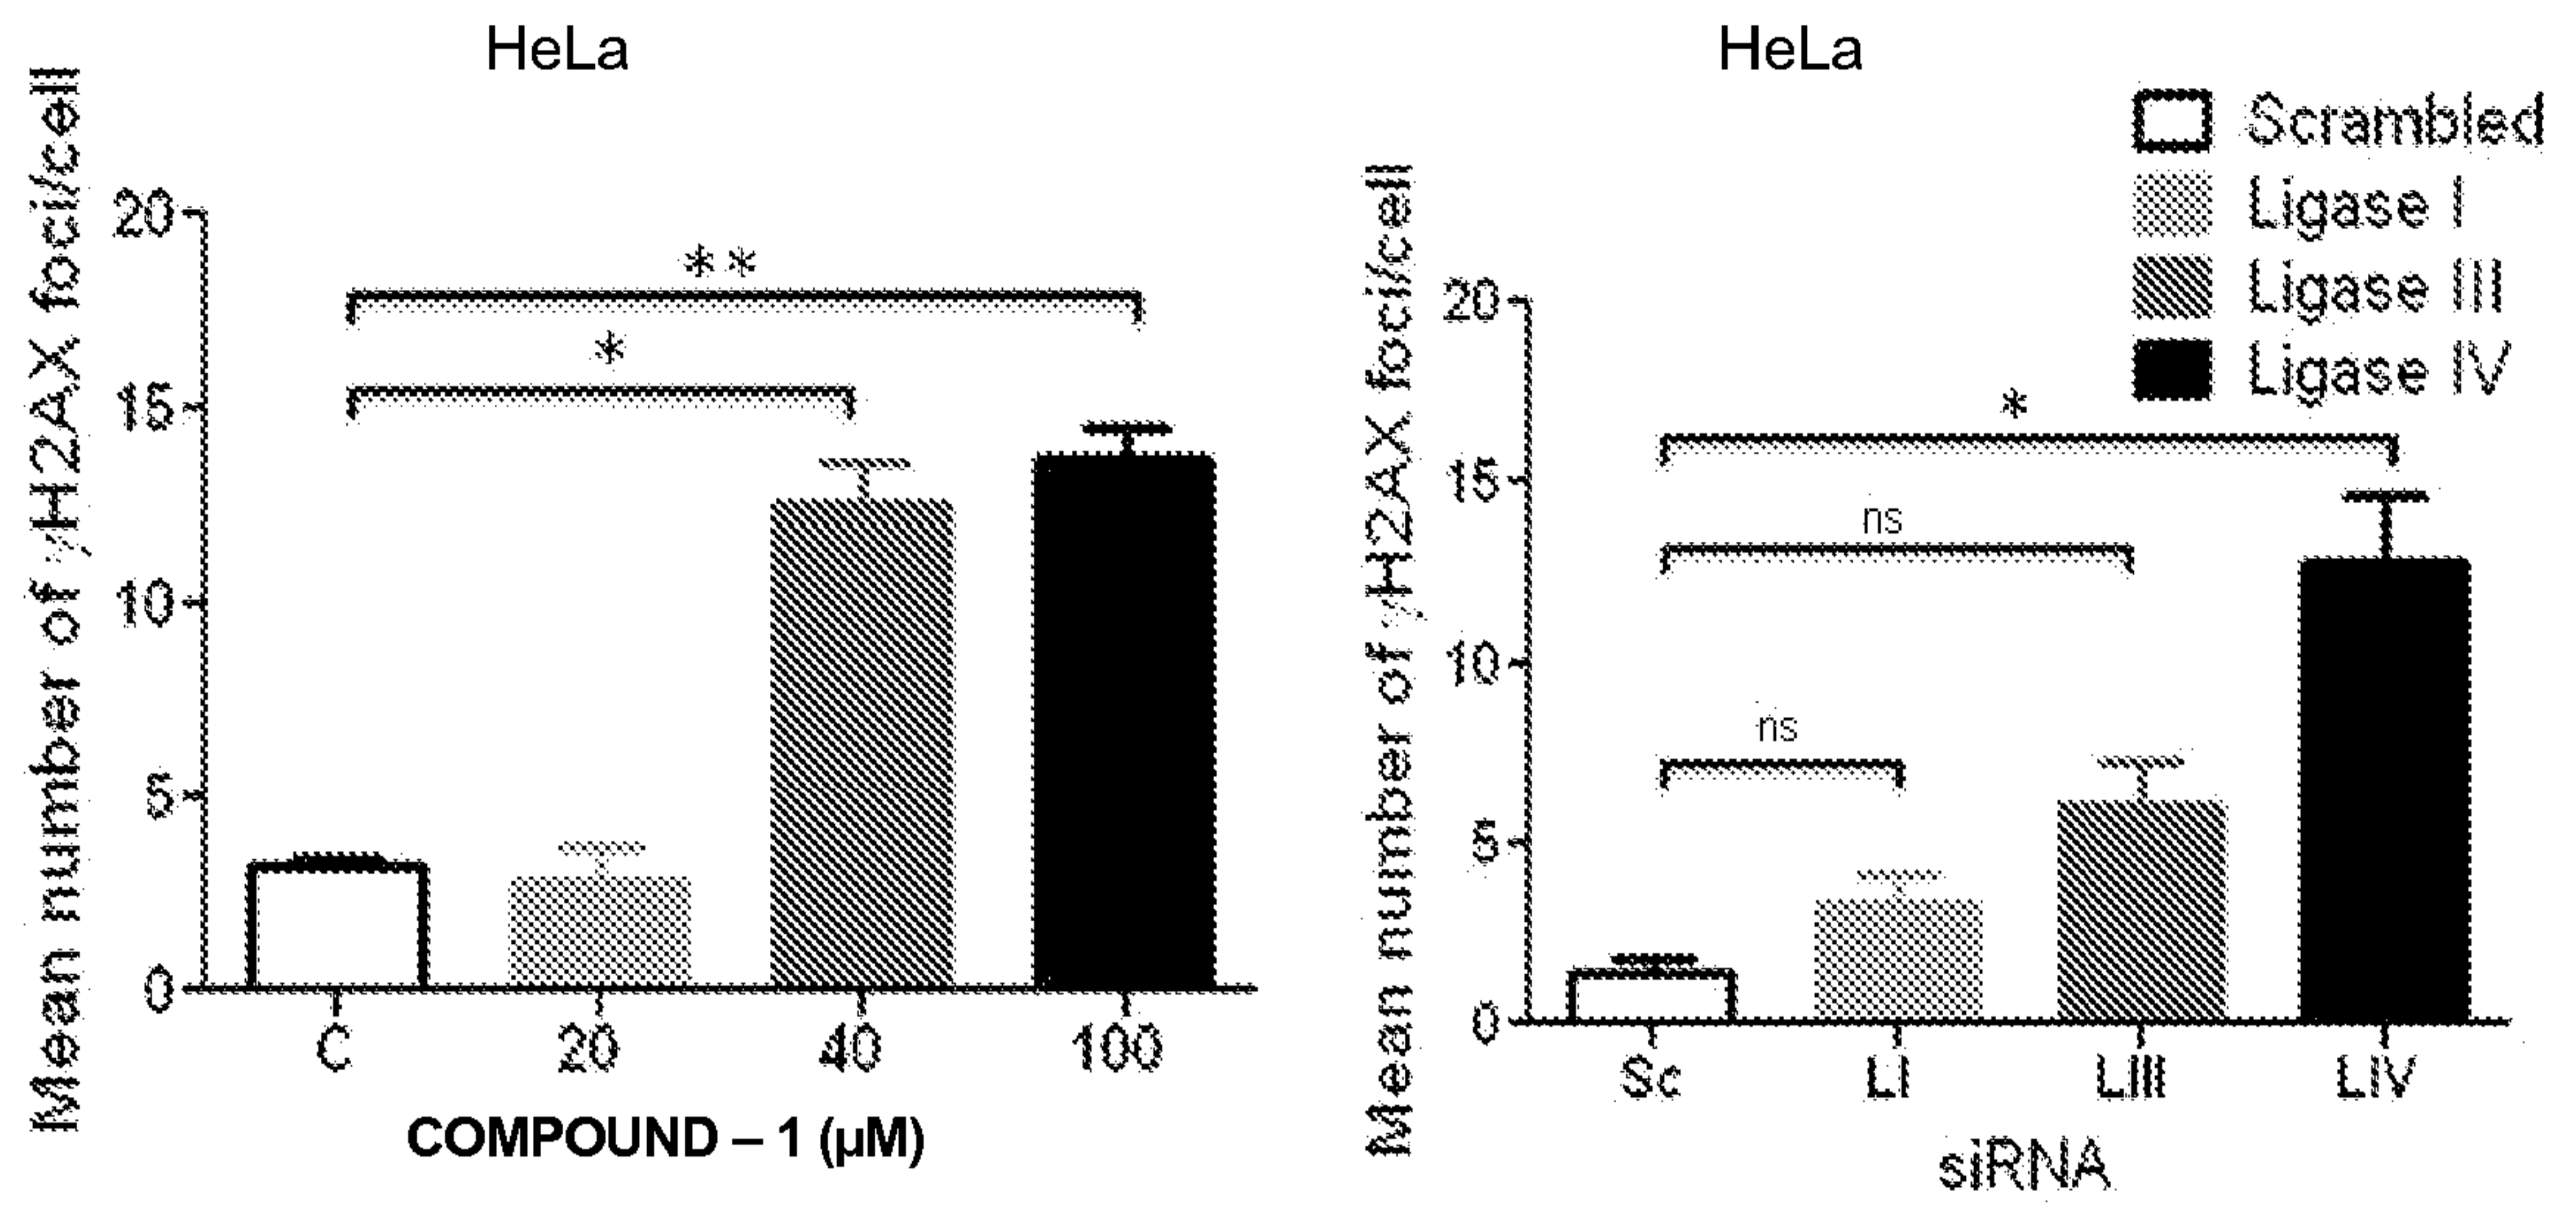 HeLa
Mean number of γH2AX foci/cell
20
15
10
5
0
**
*
C 20 40 100
COMPOUND – 1 (µM)
HeLa
Scrambled
Ligase I
Ligase III
Ligase IV
Mean number of γH2AX foci/cell
20
15
10
5
0
*
ns
ns
Sc LI LIII LIV
siRNA